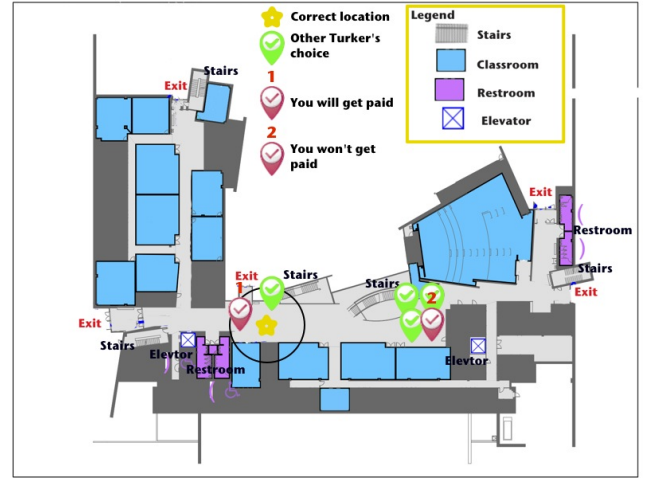 Correct location
Other Turker's
choice
1
You will get paid
2
You won't get
paid
Legend
Stairs
Classroom
Restroom
Elevator
Stairs
Exit
Restroom
Stairs
Exit
Exit
Stairs
Stairs
1
2
Exit
Stairs
Elevtor
Restroom
Elevtor